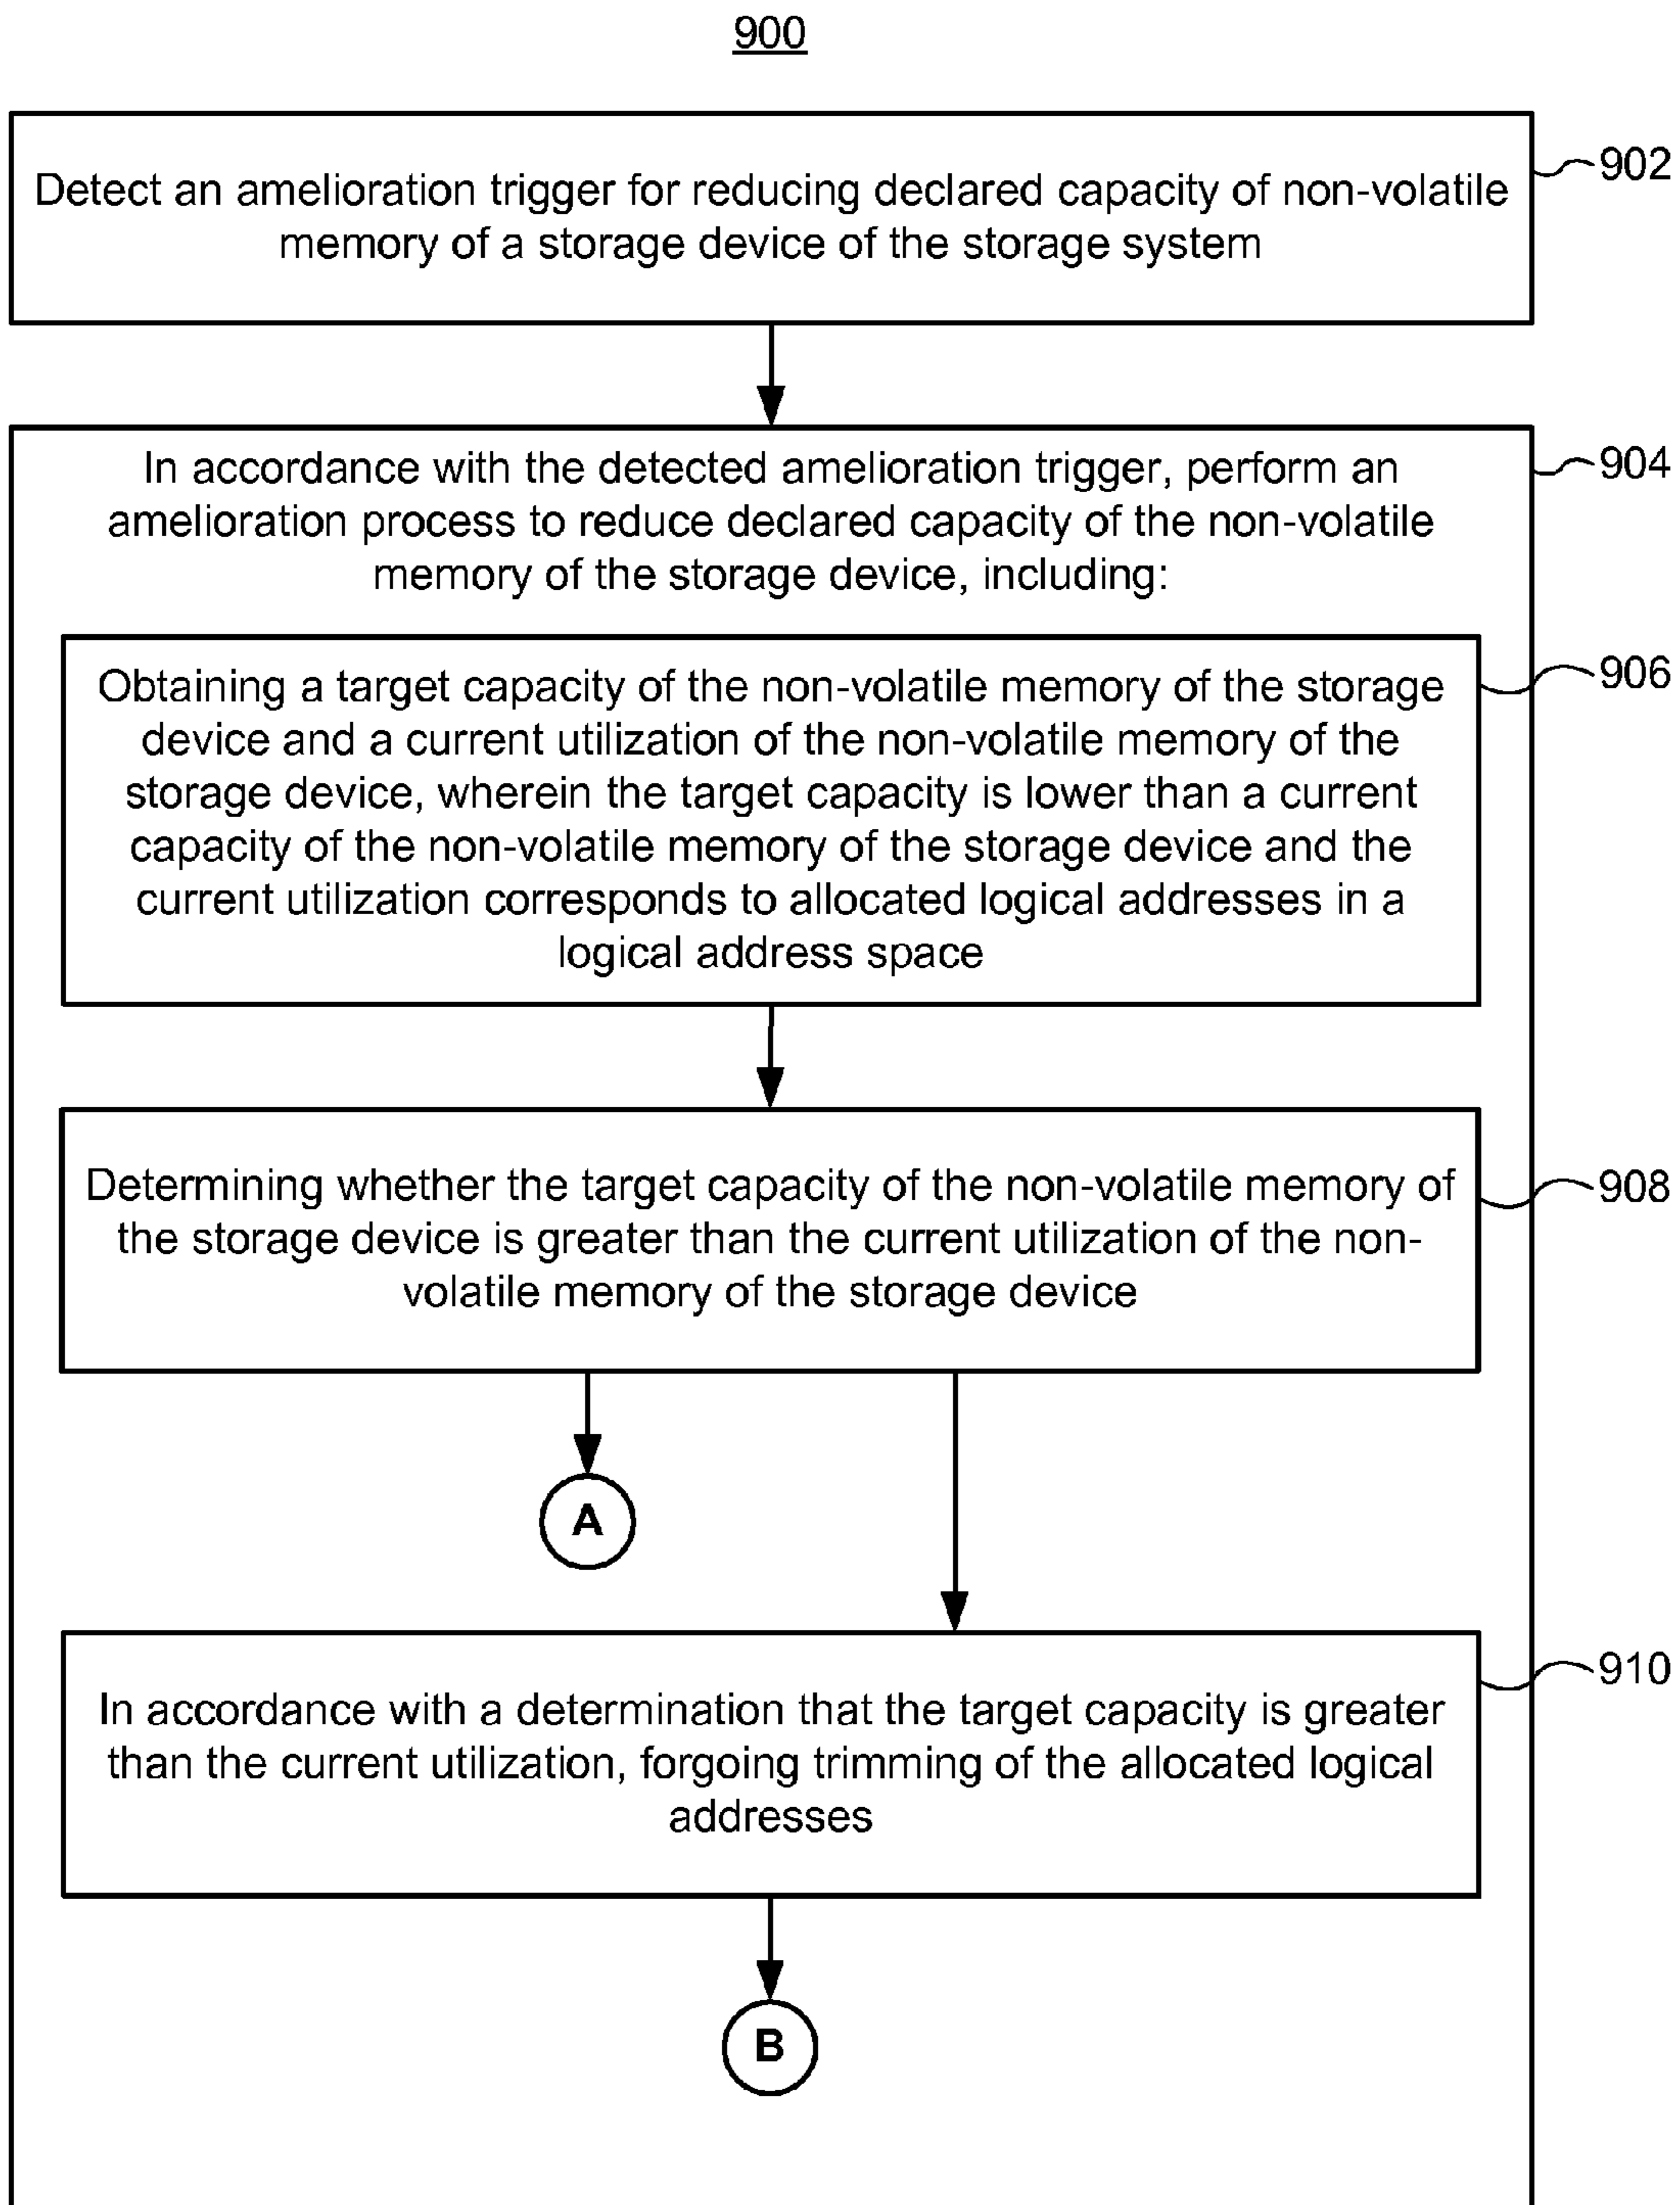 900
902
Detect an amelioration trigger for reducing declared capacity of non-volatile
memory of a storage device of the storage system
904
In accordance with the detected amelioration trigger, perform an
amelioration process to reduce declared capacity of the non-volatile
memory of the storage device, including:
906
Obtaining a target capacity of the non-volatile memory of the storage
device and a current utilization of the non-volatile memory of the
storage device, wherein the target capacity is lower than a current
capacity of the non-volatile memory of the storage device and the
current utilization corresponds to allocated logical addresses in a
logical address space
908
Determining whether the target capacity of the non-volatile memory of
the storage device is greater than the current utilization of the non-
volatile memory of the storage device
A
910
In accordance with a determination that the target capacity is greater
than the current utilization, forgoing trimming of the allocated logical
addresses
B